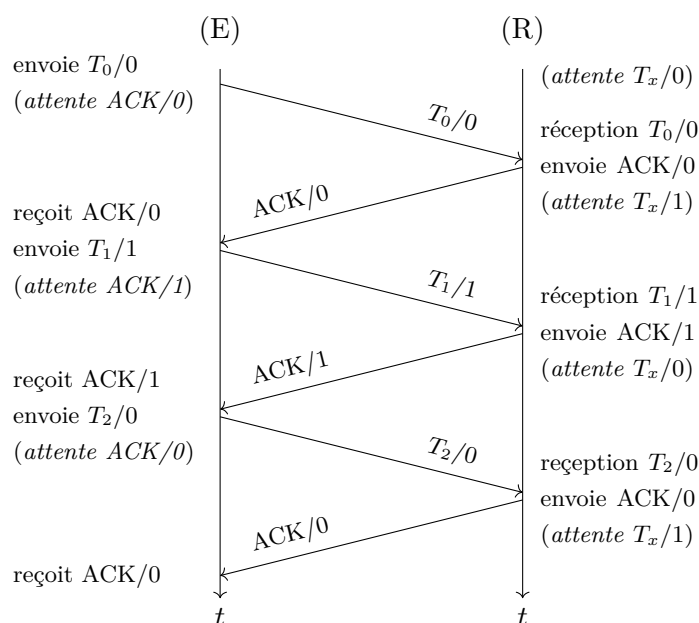 (E)
(R)
envoie T₀/0
(attente ACK/0)
(attente Tₓ/0)
T₀/0
réception T₀/0
envoie ACK/0
(attente Tₓ/1)
ACK/0
reçoit ACK/0
envoie T₁/1
(attente ACK/1)
T₁/1
réception T₁/1
envoie ACK/1
(attente Tₓ/0)
ACK/1
reçoit ACK/1
envoie T₂/0
(attente ACK/0)
T₂/0
reçeption T₂/0
envoie ACK/0
(attente Tₓ/1)
ACK/0
reçoit ACK/0
t
t